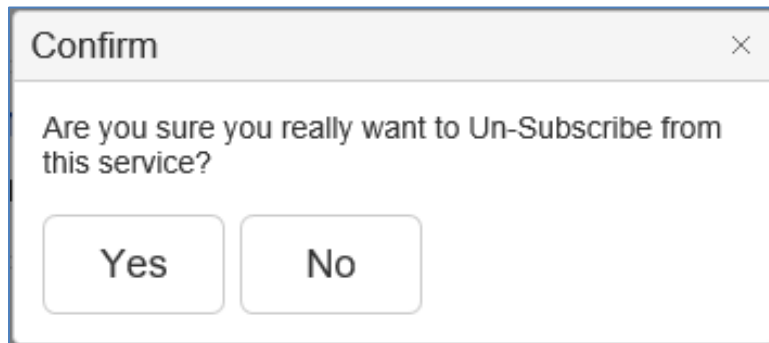 Confirm
Are you sure you really want to Un-Subscribe from
this service?
Yes No